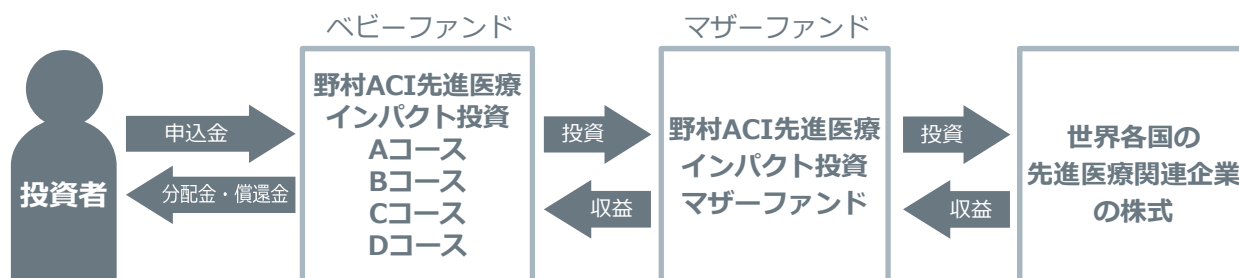 ベビーファンド
マザーファンド
投資者
申込金
分配金・償還金
野村ACI先進医療
インパクト投資
Aコース
Bコース
Cコース
Dコース
投資
収益
野村ACI先進医療
インパクト投資
マザーファンド
投資
収益
世界各国の
先進医療関連企業
の株式